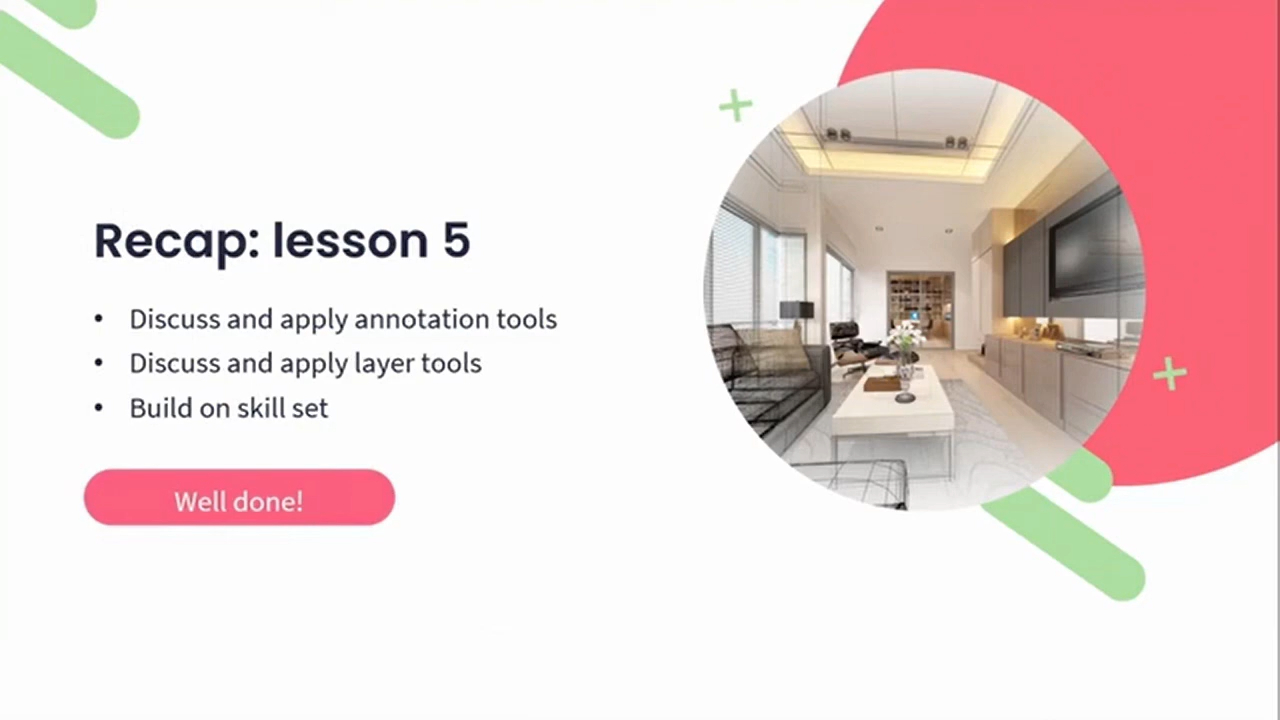 Recap: lesson 5
• Discuss and apply annotation tools
• Discuss and apply layer tools
• Build on skill set
Well done!